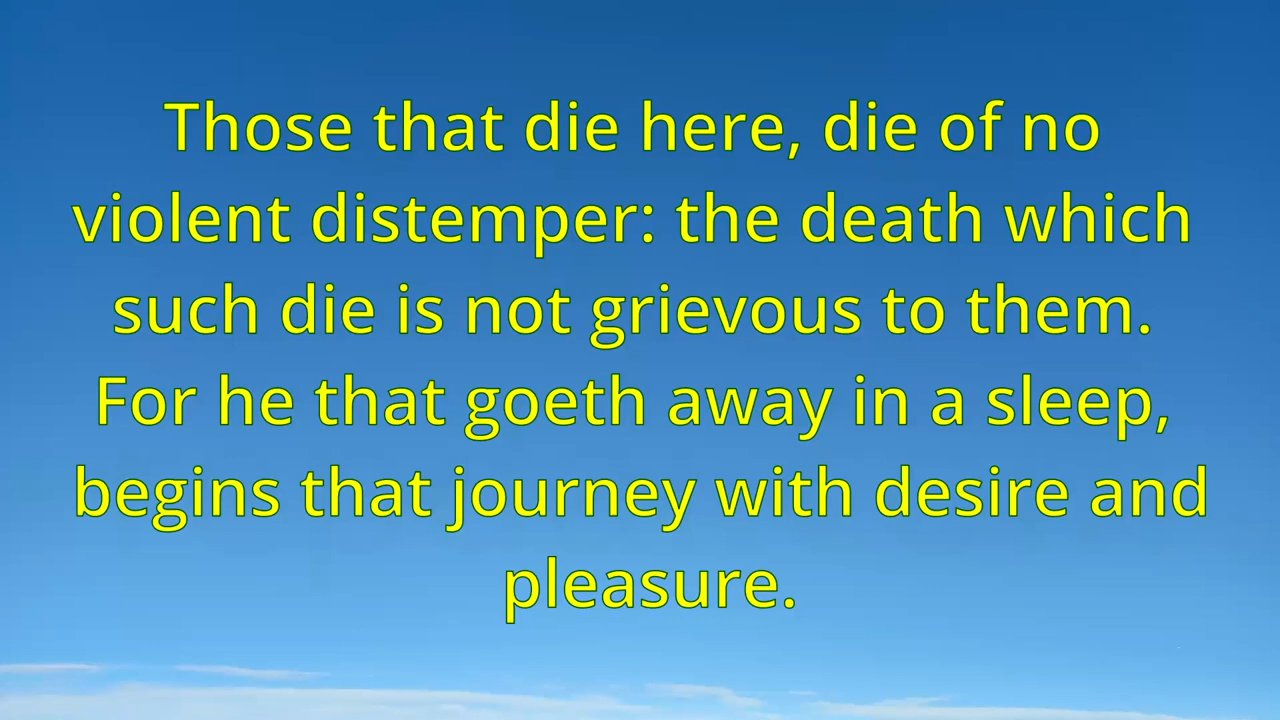 Those that die here, die of no
violent distemper: the death which
such die is not grievous to them.
For he that goeth away in a sleep,
begins that journey with desire and
pleasure.